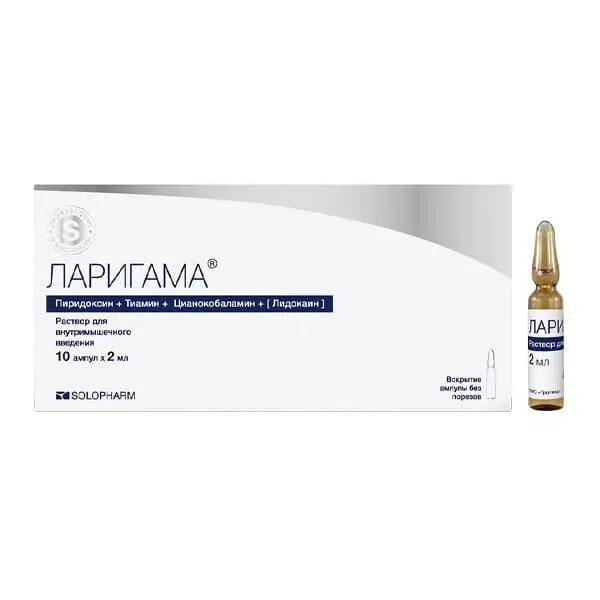 S
ЛАРИГАМА®
Пиридоксин + Тиамин + Цианокобаламин + [ Лидокаин ]
Раствор для
внутримышечного
введения
10 ампул х 2 мл
SOLOPHARM
Вскрытие
ампулы без
порезов
ЛАРИГ
Раствор дл
2 мл